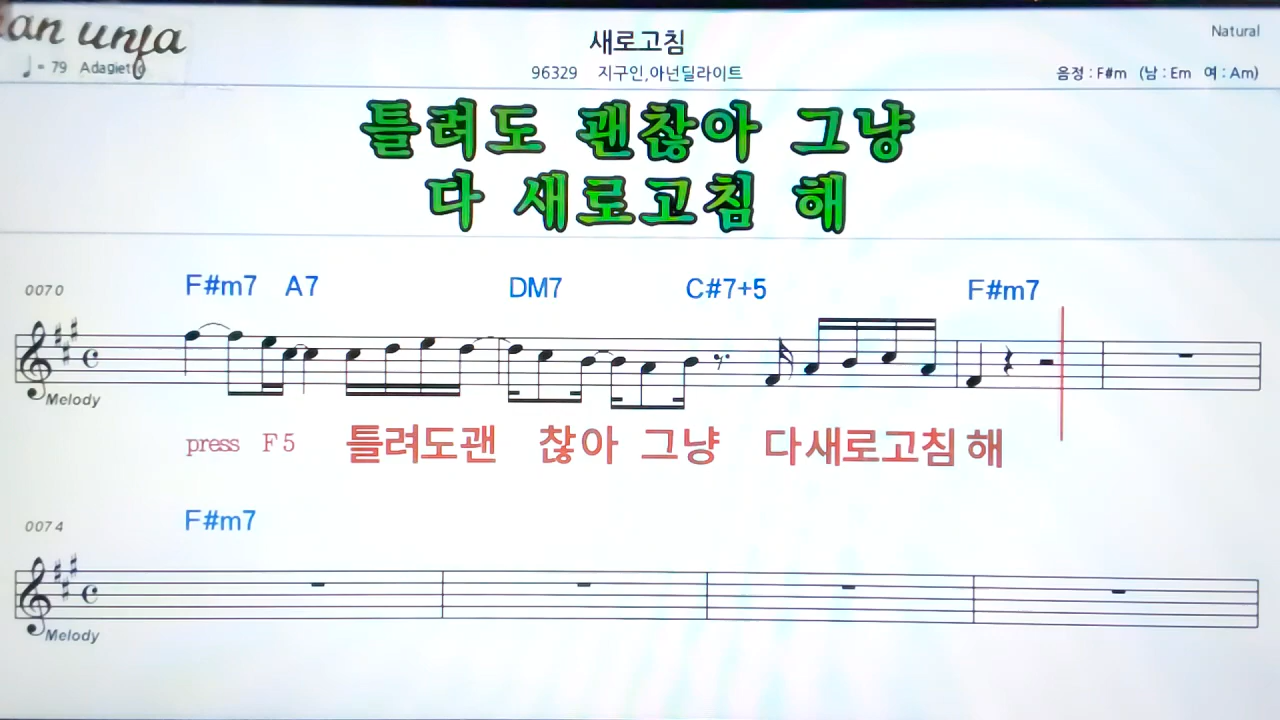 an unja
새로고침
Natural
♩ = 79 Adagietto
96329 지구인,아넌딜라이트
음정 : F#m (남 : Em 여 : Am)
틀려도 괜찮아 그냥
다 새로고침 해
0070
F#m7 A7 DM7 C#7+5 F#m7
Melody
press F5 틀려도괜 찮아 그냥 다새로고침 해
0074
F#m7
Melody